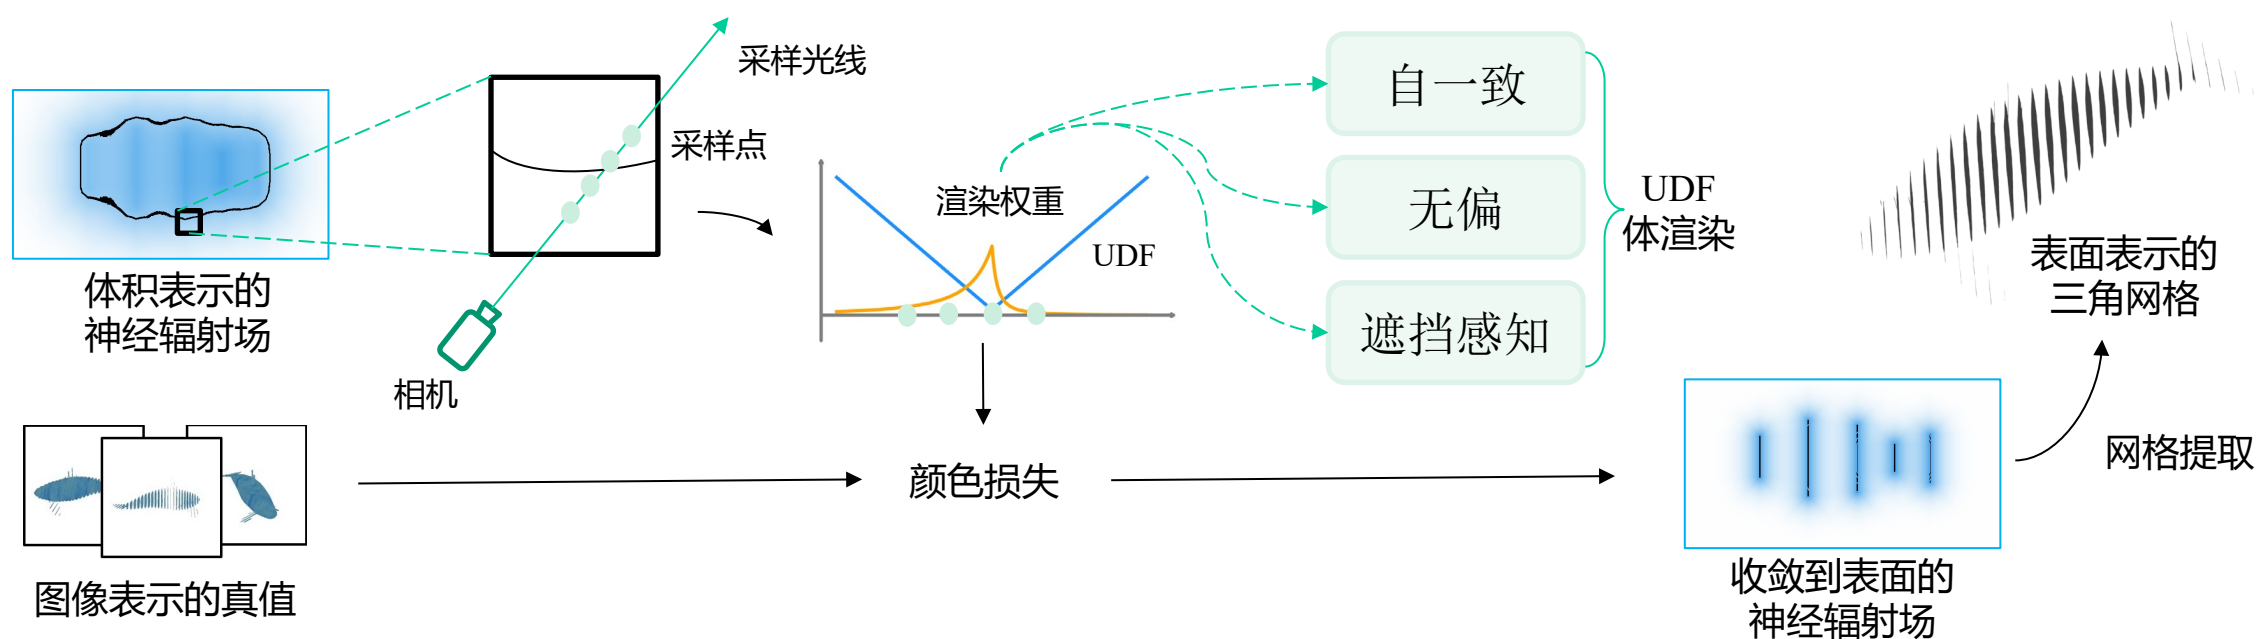 采样光线
采样点
体积表示的
神经辐射场
相机
渲染权重
UDF
自一致
无偏
遮挡感知
UDF
体渲染
表面表示的
三角网格
网格提取
图像表示的真值
颜色损失
收敛到表面的
神经辐射场